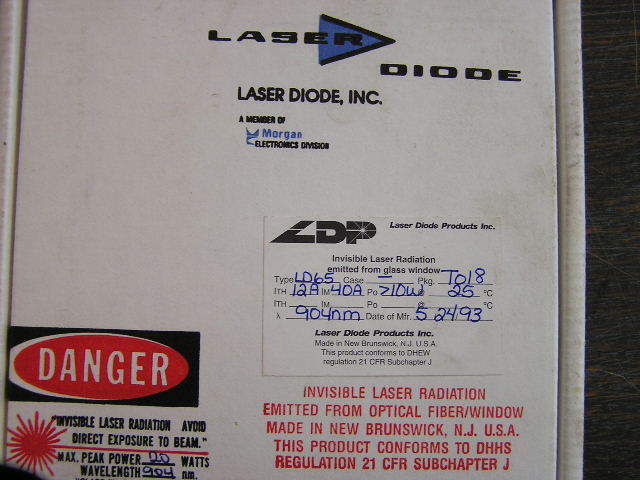 LASER
DIODE
LASER DIODE, INC.
A MEMBER OF
Morgan
ELECTRONICS DIVISION
LDP Laser Diode Products Inc.
Invisible Laser Radiation
emitted from glass window
Type LD65 Case — Pkg. TO18
ITH 12A IM 40A Po >10W @ 25 °C
ITH IM Po @ °C
λ 904nm Date of Mfr. 5 24/93
Laser Diode Products Inc.
Made in New Brunswick, N.J. U.S.A.
This product conforms to DHEW
regulation 21 CFR Subchapter J
DANGER
"INVISIBLE LASER RADIATION AVOID
DIRECT EXPOSURE TO BEAM."
MAX. PEAK POWER 20 WATTS
WAVELENGTH 904 nm.
INVISIBLE LASER RADIATION
EMITTED FROM OPTICAL FIBER/WINDOW
MADE IN NEW BRUNSWICK, N.J. U.S.A.
THIS PRODUCT CONFORMS TO DHHS
REGULATION 21 CFR SUBCHAPTER J